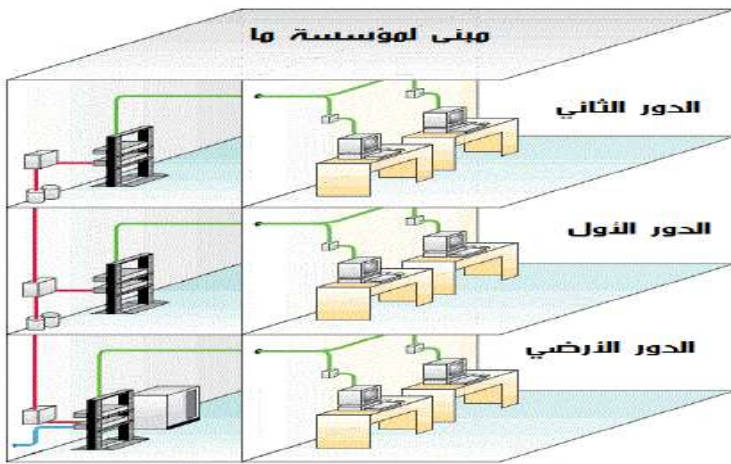 مبنى لمؤسسة ما
الدور الثاني
الدور الأول
الدور الأرضي